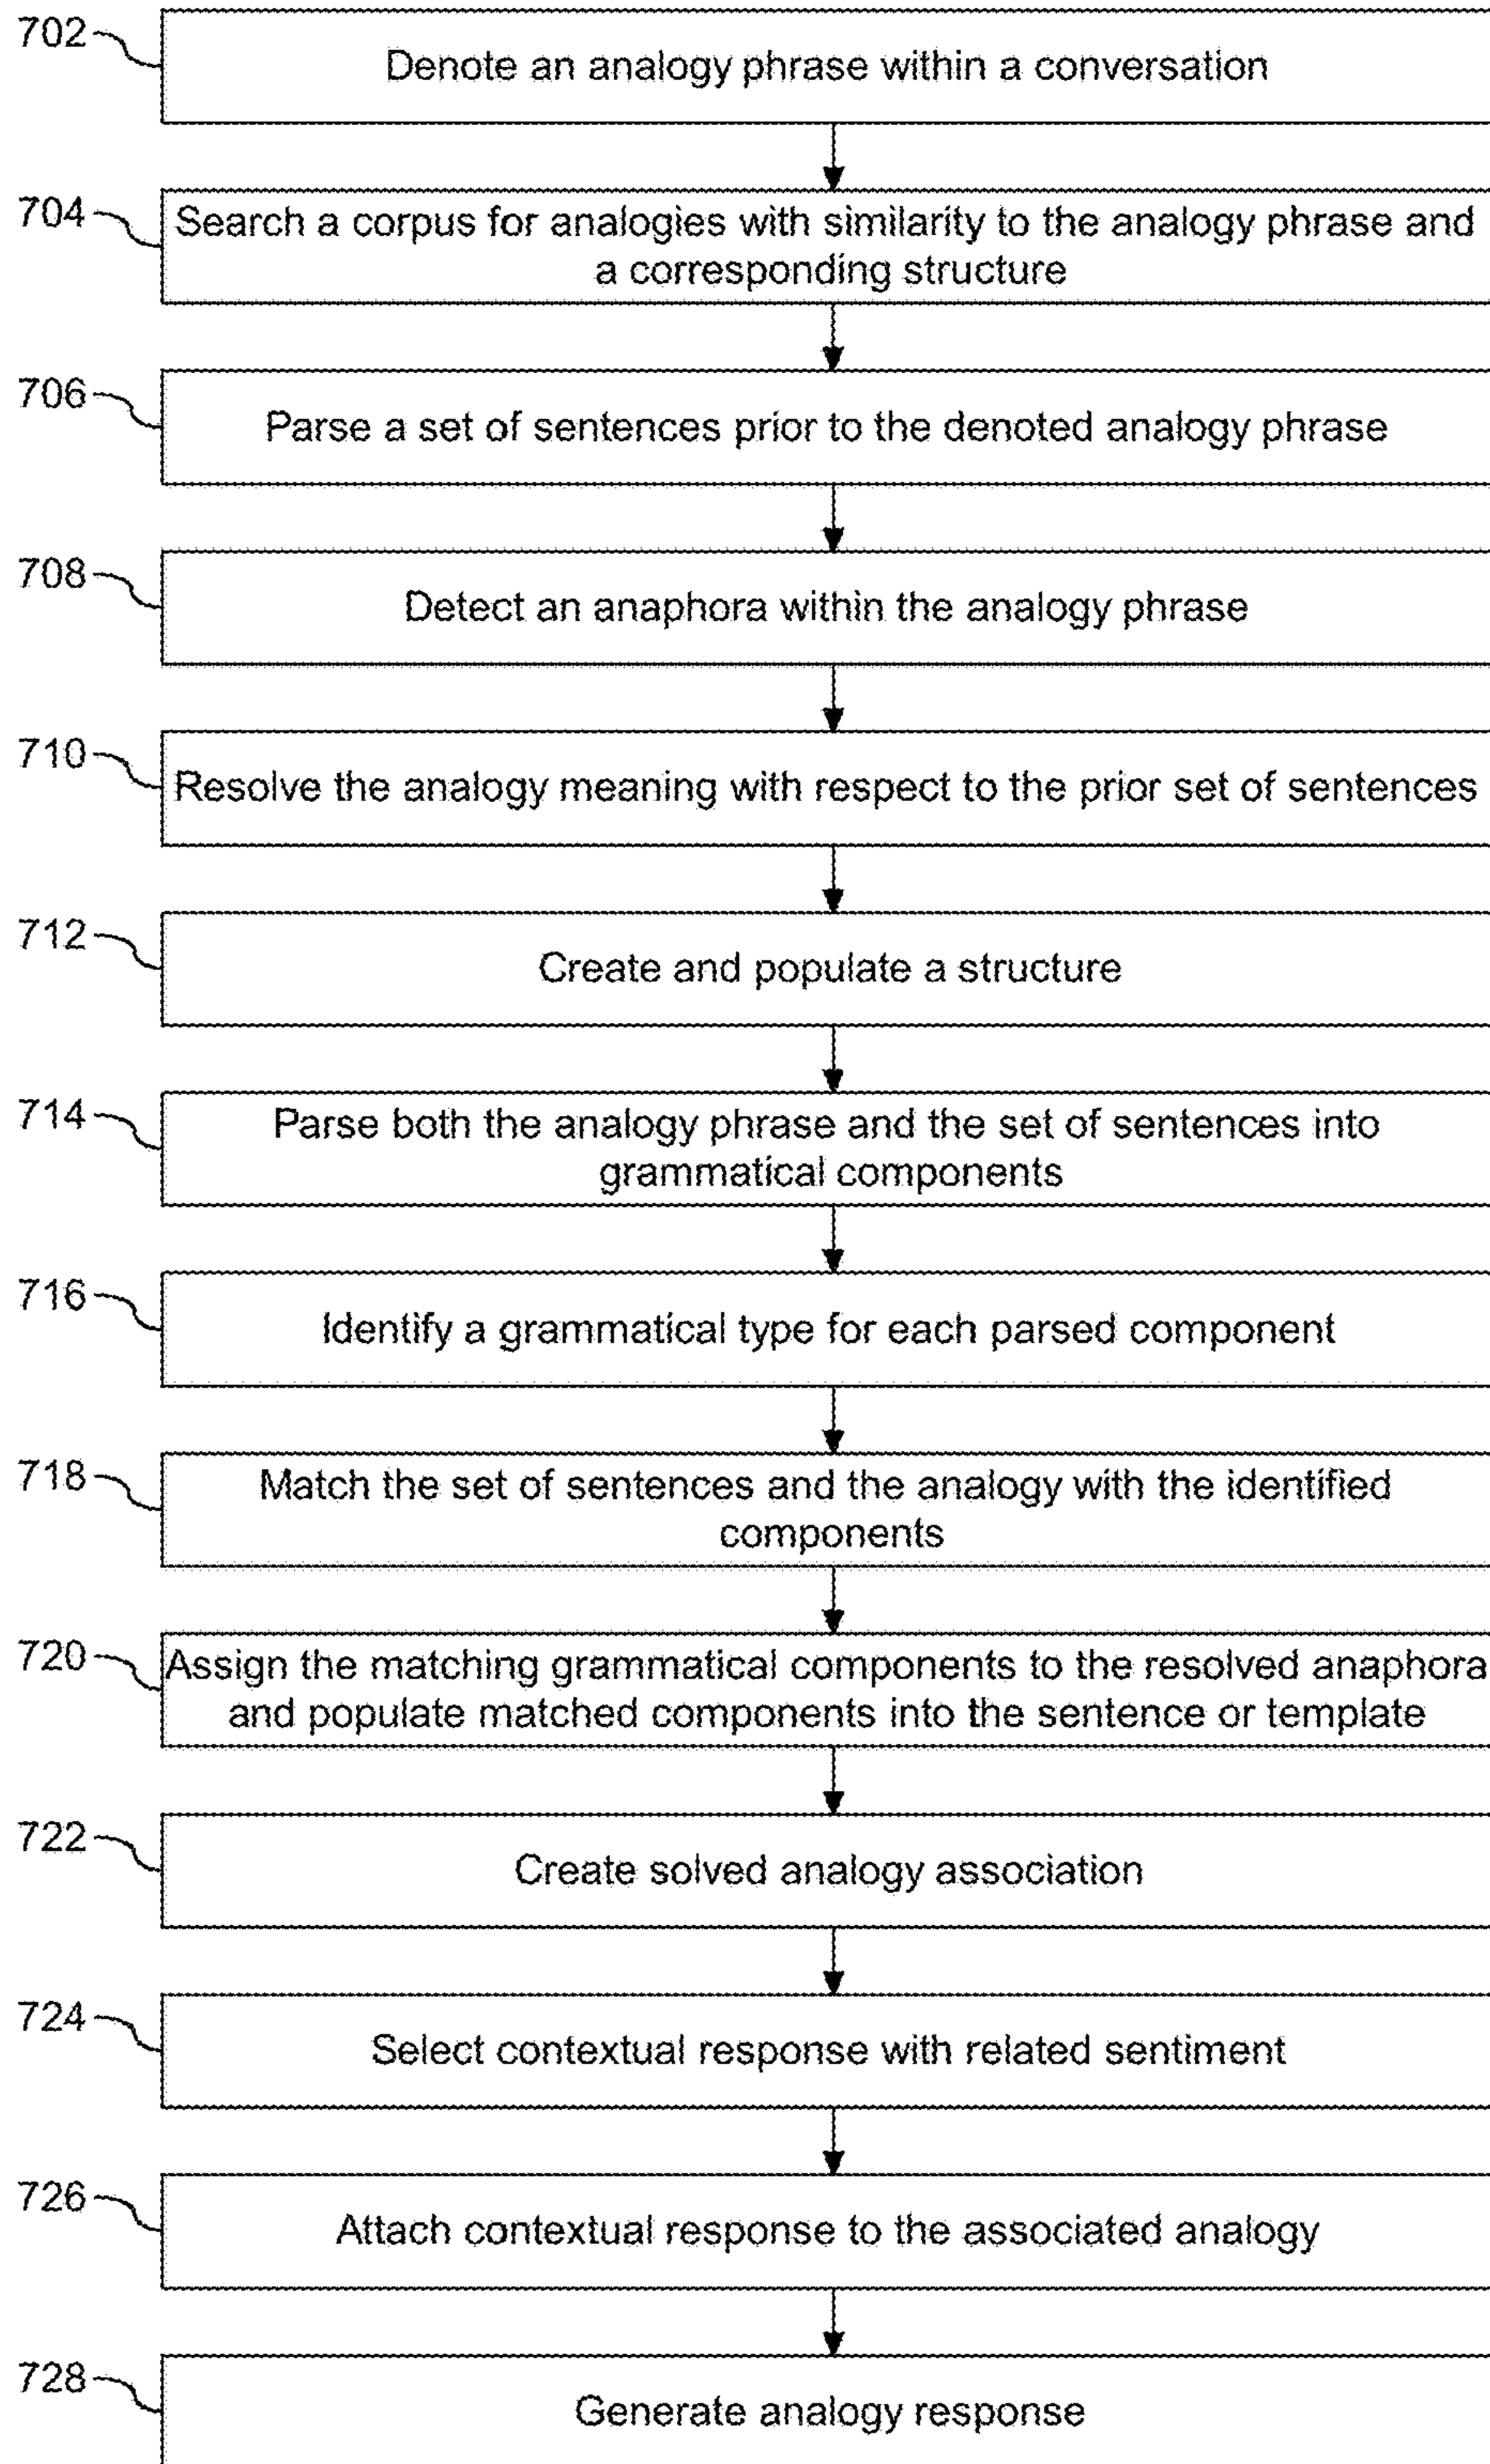 702
Denote an analogy phrase within a conversation
704
Search a corpus for analogies with similarity to the analogy phrase and
a corresponding structure
706
Parse a set of sentences prior to the denoted analogy phrase
708
Detect an anaphora within the analogy phrase
710
Resolve the analogy meaning with respect to the prior set of sentences
712
Create and populate a structure
714
Parse both the analogy phrase and the set of sentences into
grammatical components
716
Identify a grammatical type for each parsed component
718
Match the set of sentences and the analogy with the identified
components
720
Assign the matching grammatical components to the resolved anaphora
and populate matched components into the sentence or template
722
Create solved analogy association
724
Select contextual response with related sentiment
726
Attach contextual response to the associated analogy
728
Generate analogy response